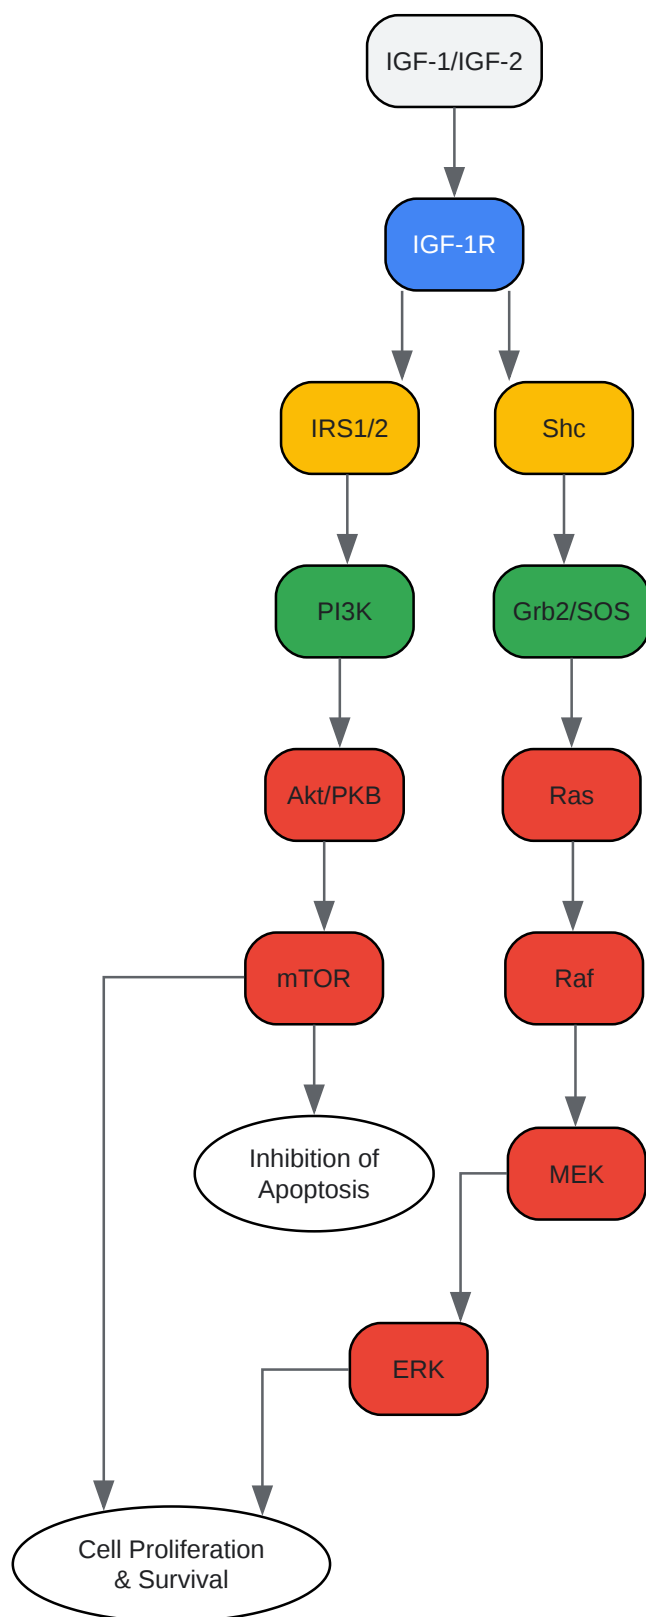 IGF-1/IGF-2
IGF-1R
IRS1/2
Shc
PI3K
Grb2/SOS
Akt/PKB
Ras
mTOR
Raf
Inhibition of
Apoptosis
MEK
ERK
Cell Proliferation
& Survival